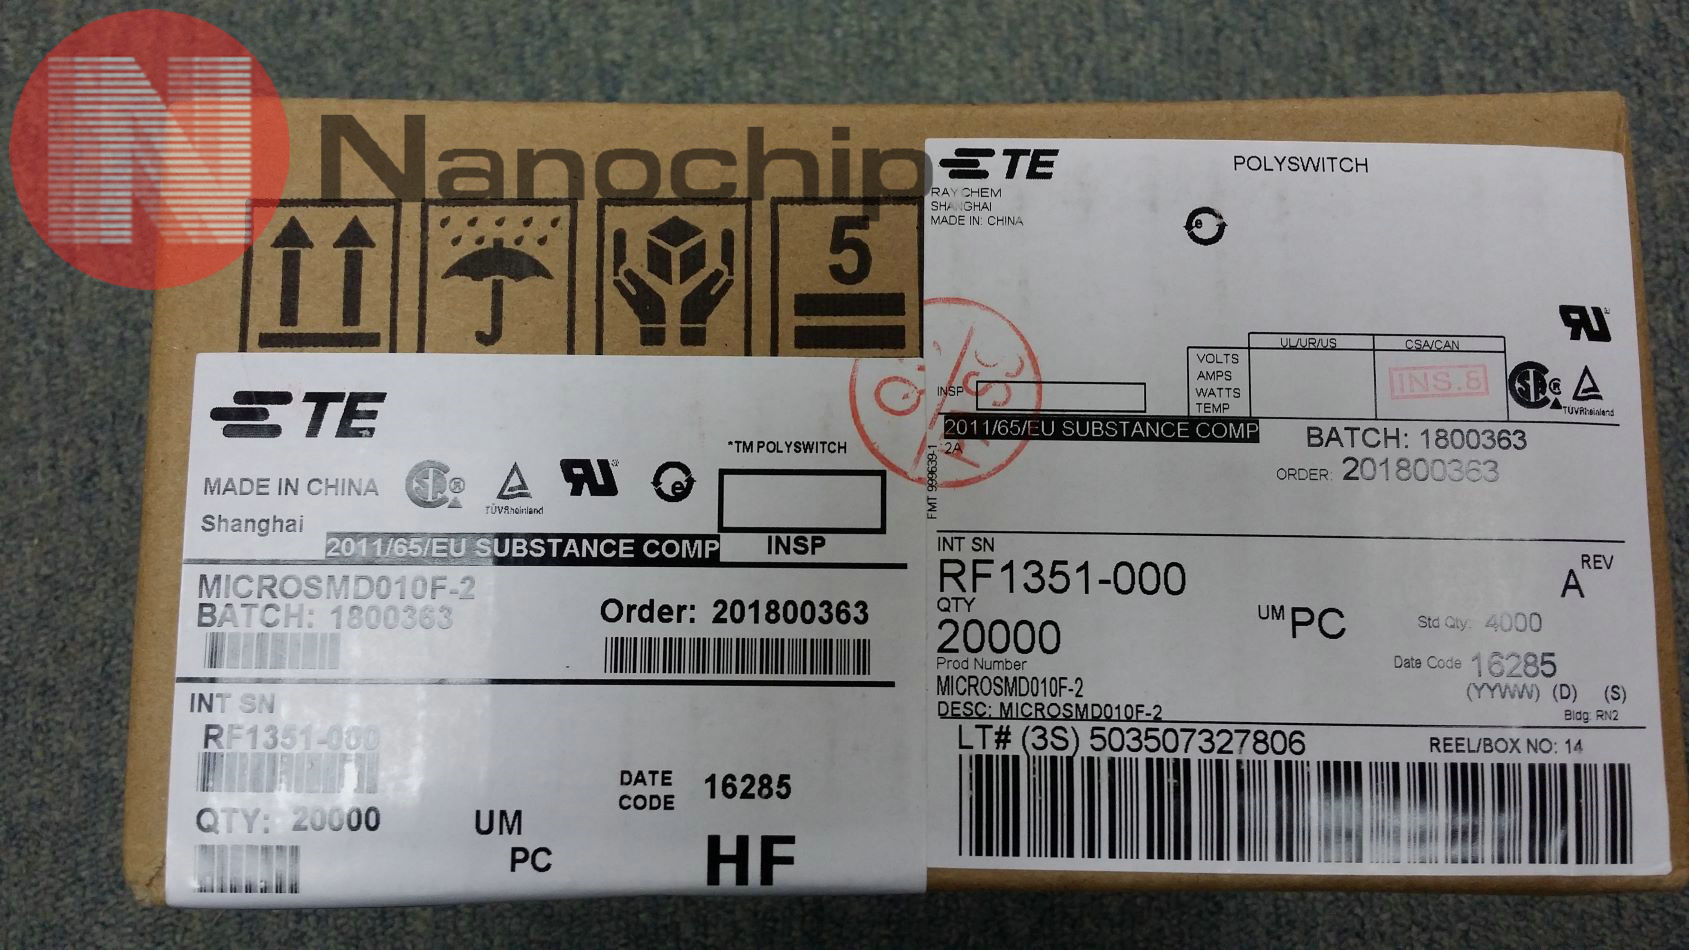 Nanochip
5
TE
MADE IN CHINA
Shanghai
TÜVRheinland
*TM POLYSWITCH
INSP
2011/65/EU SUBSTANCE COMP
MICROSMD010F-2
BATCH: 1800363
Order: 201800363
INT SN
RF1351-000
QTY: 20000
UM
PC
DATE
CODE
16285
HF
TE
POLYSWITCH
RAYCHEM
SHANGHAI
MADE IN: CHINA
e
UL/UR/US
CSA/CAN
VOLTS
AMPS
WATTS
TEMP
INS.8
INSP
TÜVRheinland
2011/65/EU SUBSTANCE COMP
2A
FMT 999639-1
BATCH: 1800363
ORDER: 201800363
INT SN
RF1351-000
REV
A
QTY
20000
UM PC
Std Qty: 4000
Prod Number
MICROSMD010F-2
Date Code 16285
(YYWW) (D) (S)
DESC: MICROSMD010F-2
Bldg: RN2
LT# (3S) 503507327806
REEL/BOX NO: 14